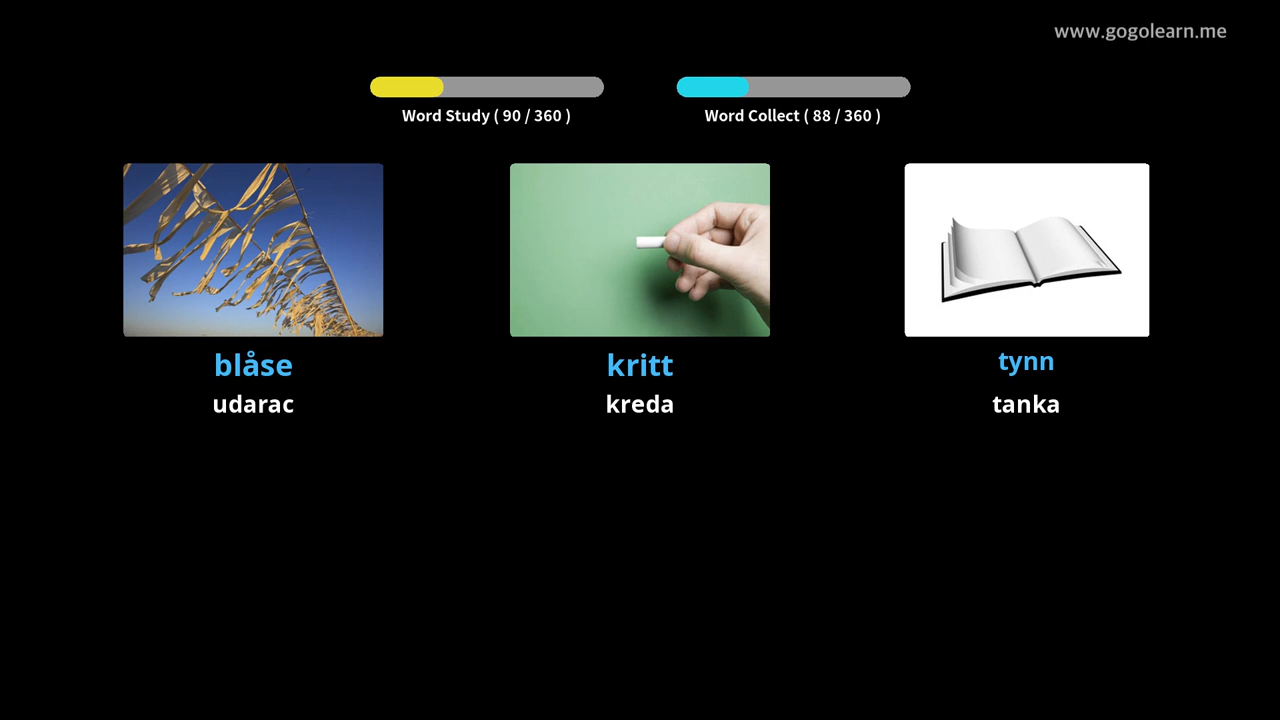 www.gogolearn.me
Word Study ( 90 / 360 )
Word Collect ( 88 / 360 )
blåse
kritt
tynn
udarac
kreda
tanka